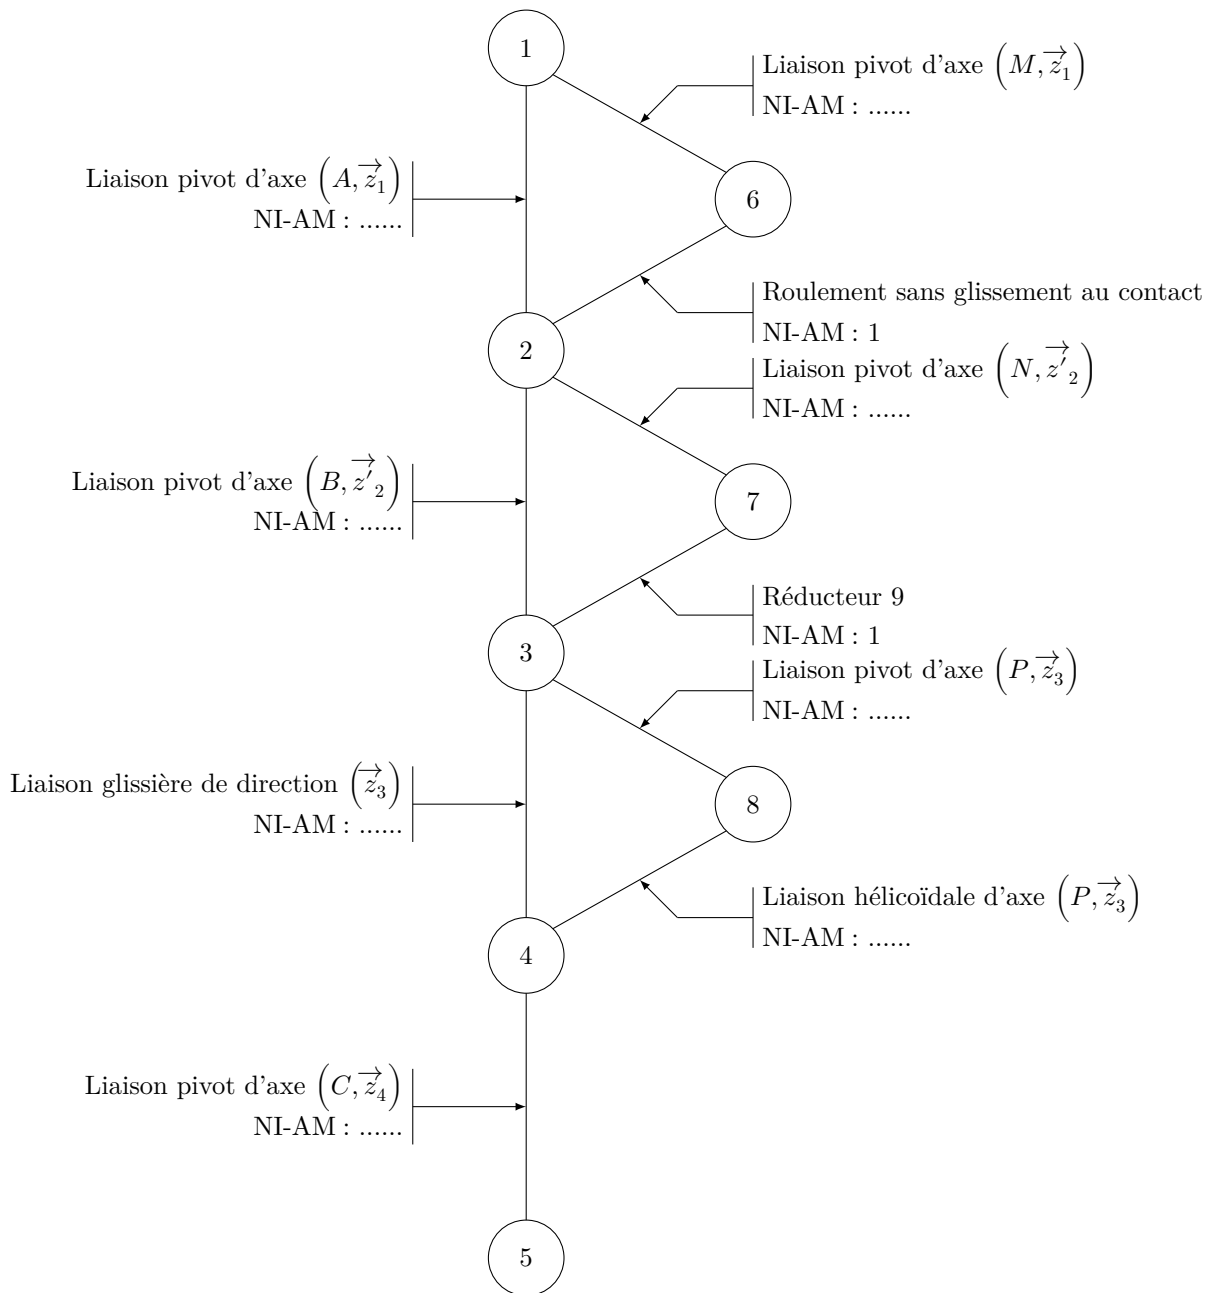 1
Liaison pivot d'axe (M, z⃗₁)
NI-AM : ......
Liaison pivot d'axe (A, z⃗₁)
NI-AM : ......
6
Roulement sans glissement au contact
NI-AM : 1
2
Liaison pivot d'axe (N, z⃗'₂)
NI-AM : ......
Liaison pivot d'axe (B, z⃗'₂)
NI-AM : ......
7
Réducteur 9
NI-AM : 1
3
Liaison pivot d'axe (P, z⃗₃)
NI-AM : ......
Liaison glissière de direction (z⃗₃)
NI-AM : ......
8
Liaison hélicoïdale d'axe (P, z⃗₃)
NI-AM : ......
4
Liaison pivot d'axe (C, z⃗₄)
NI-AM : ......
5